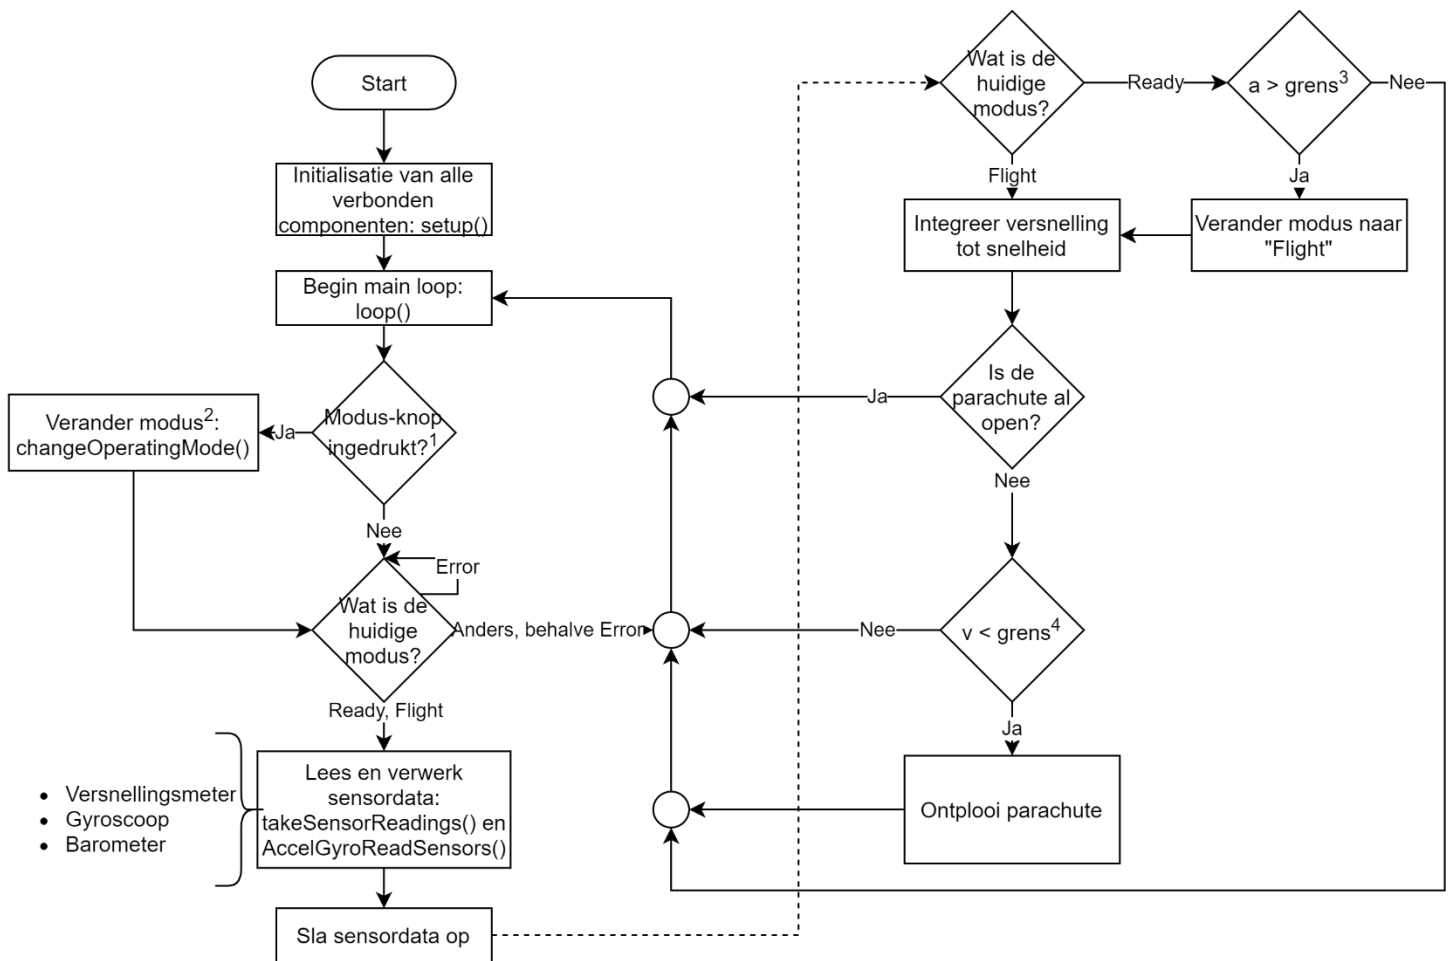 Start
Initialisatie van alle
verbonden
componenten: setup()
Begin main loop:
loop()
Modus-knop
ingedrukt?¹
Ja
Verander modus²:
changeOperatingMode()
Nee
Error
Wat is de
huidige
modus?
Anders, behalve Error
Ready, Flight
Lees en verwerk
sensordata:
takeSensorReadings() en
AccelGyroReadSensors()
• Versnellingsmeter
• Gyroscoop
• Barometer
Sla sensordata op
Wat is de
huidige
modus?
Ready
a > grens³
Nee
Flight
Ja
Integreer versnelling
tot snelheid
Verander modus naar
"Flight"
Is de
parachute al
open?
Ja
Nee
v < grens⁴
Nee
Ja
Ontplooi parachute